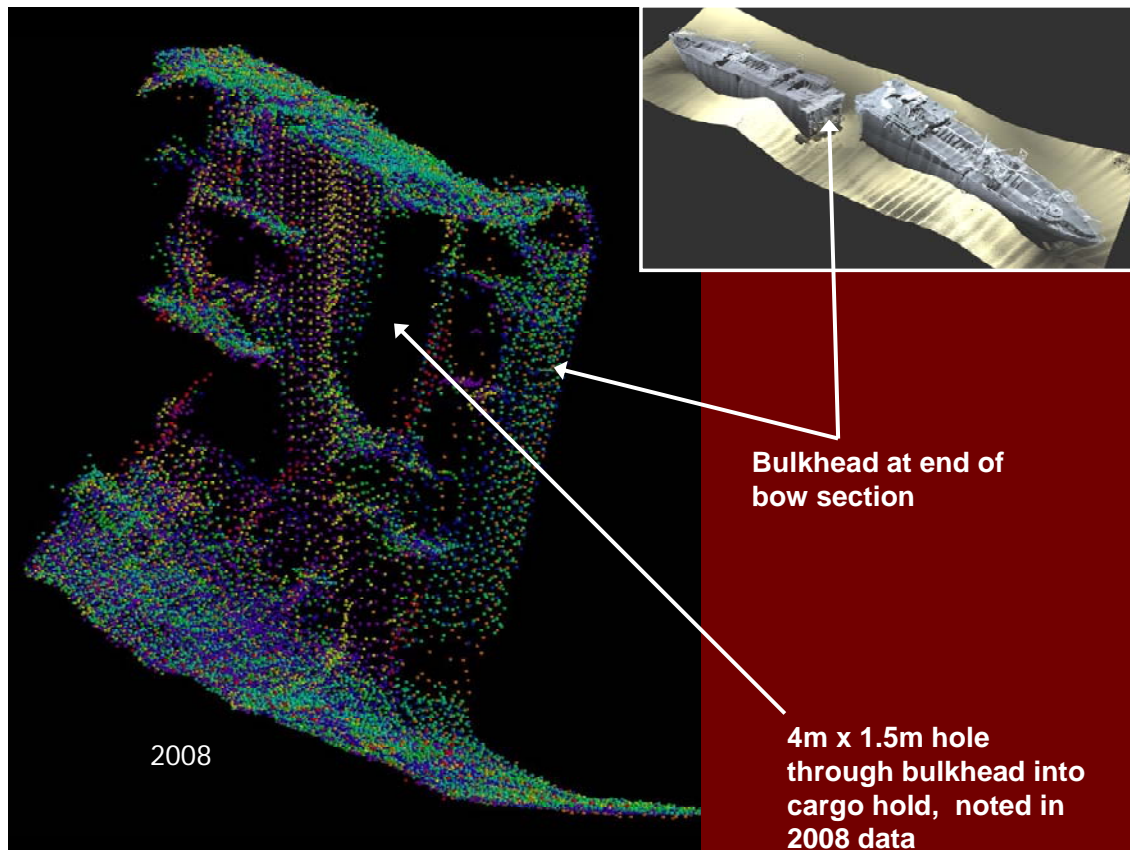 Bulkhead at end of
bow section
4m x 1.5m hole
through bulkhead into
cargo hold, noted in
2008 data
2008